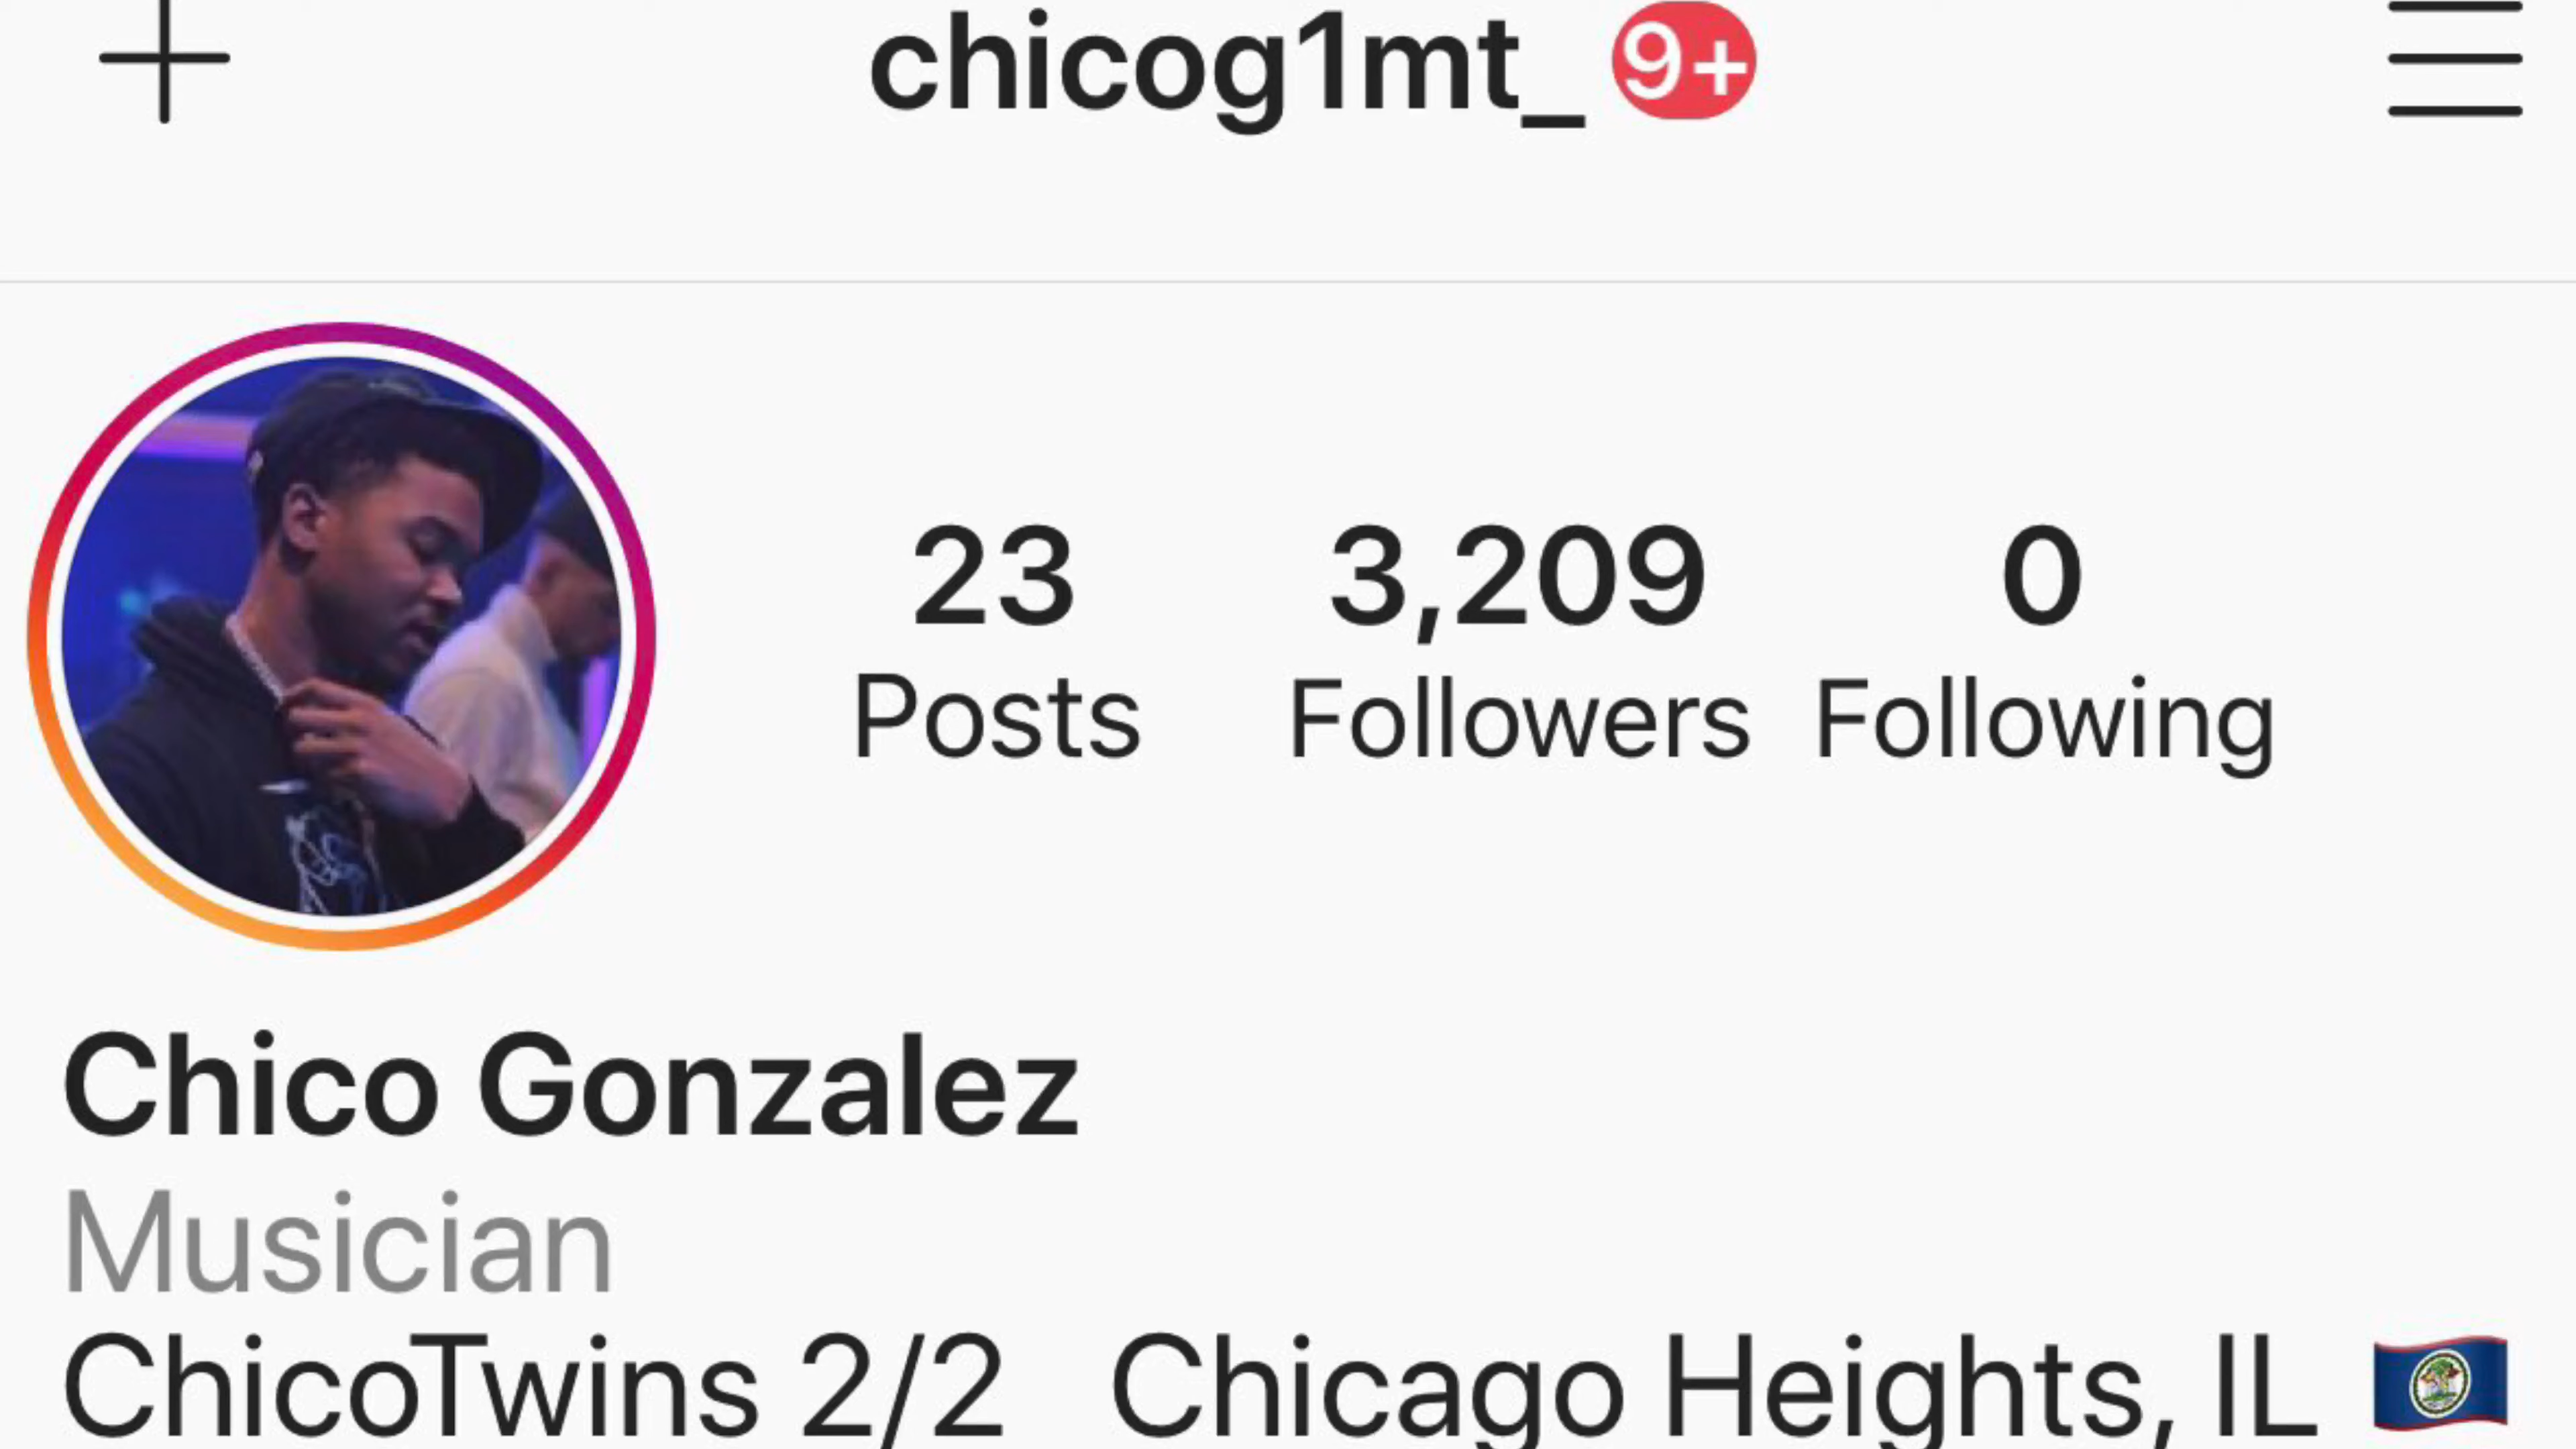 chicog1mt_ 9+
23 3,209 0
Posts Followers Following
Chico Gonzalez
Musician
ChicoTwins 2/2 Chicago Heights, IL 🇧🇿